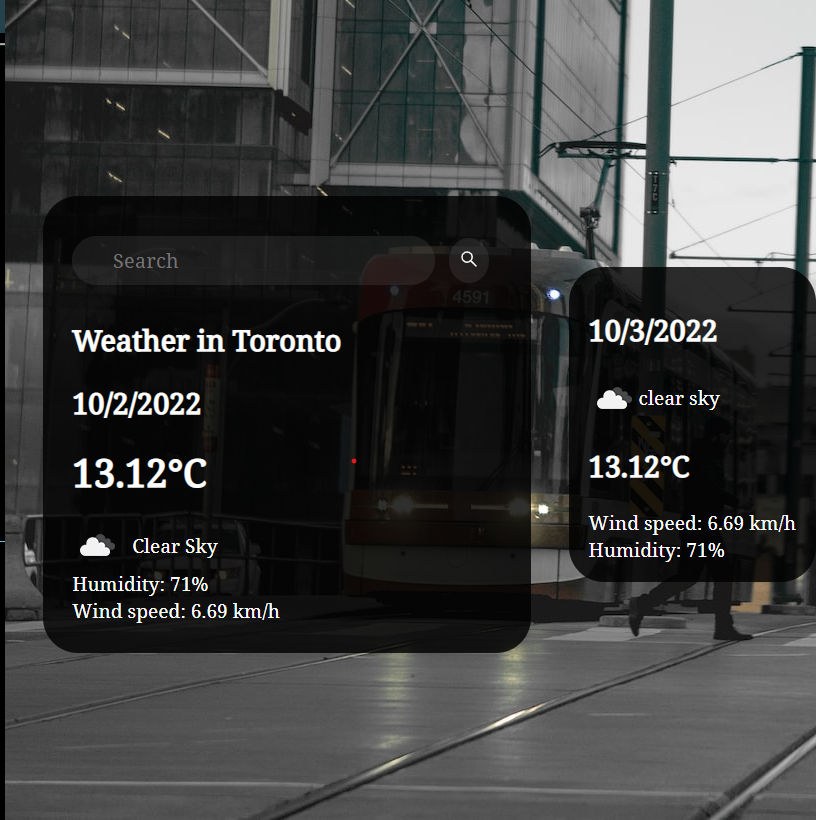 Search
4591
Weather in Toronto
10/2/2022
13.12°C
Clear Sky
Humidity: 71%
Wind speed: 6.69 km/h
10/3/2022
clear sky
13.12°C
Wind speed: 6.69 km/h
Humidity: 71%